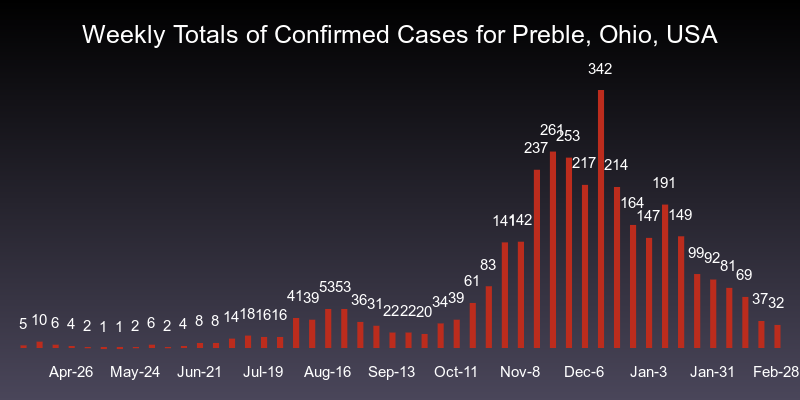 Weekly Totals of Confirmed Cases for Preble, Ohio, USA
5 10 6 4 2 1 1 2 6 2 4 8 8 14 18 16 16 41 39 53 53 36 31 22 22 20 34 39 61 83 141 142 237 261 253 217 342 214 164 147 191 149 99 92 81 69 37 32
Apr-26 May-24 Jun-21 Jul-19 Aug-16 Sep-13 Oct-11 Nov-8 Dec-6 Jan-3 Jan-31 Feb-28